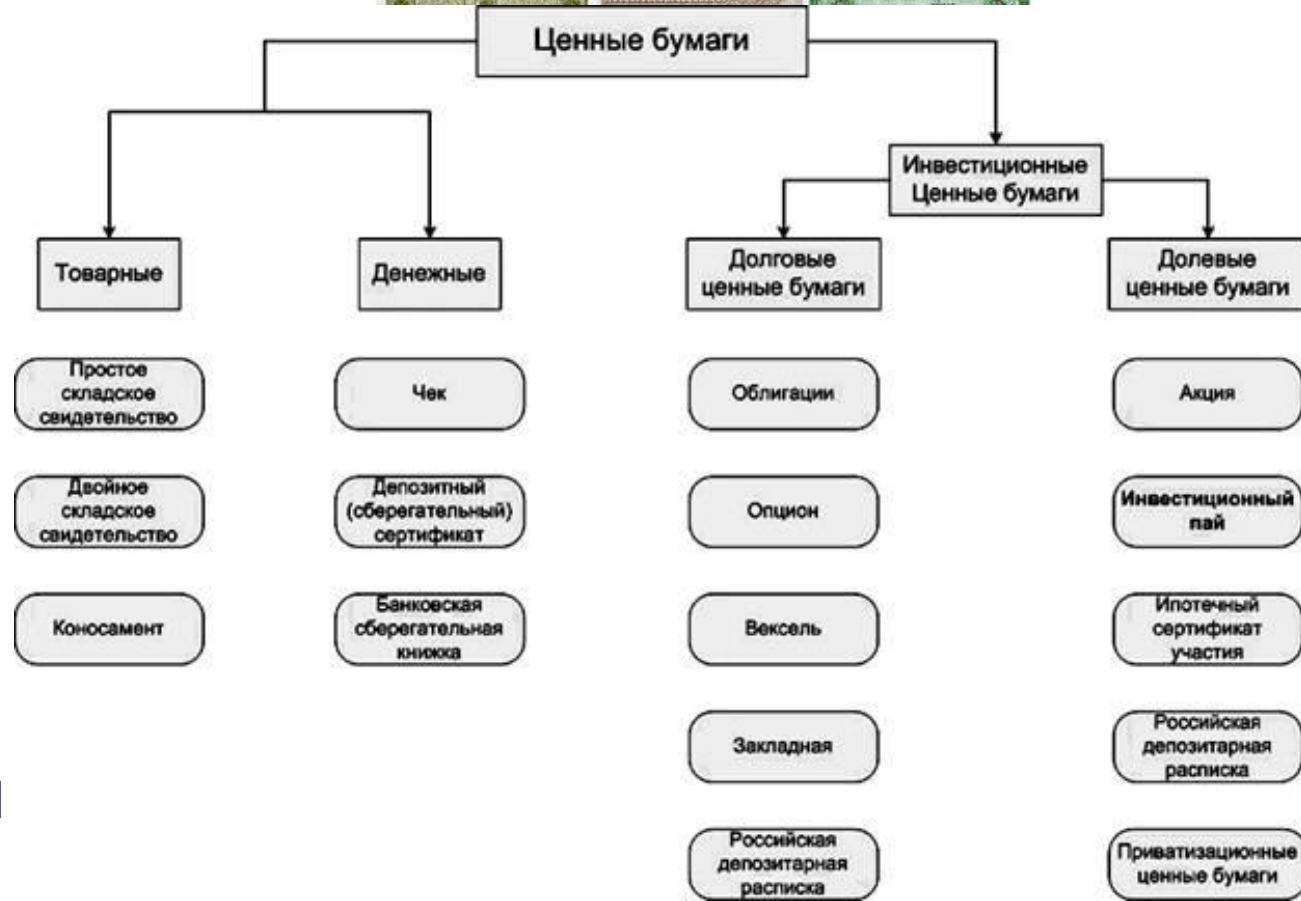 Ценные бумаги
Инвестиционные
Ценные бумаги
Товарные
Денежные
Долговые
ценные бумаги
Долевые
ценные бумаги
Простое
складское
свидетельство
Чек
Облигации
Акция
Двойное
складское
свидетельство
Депозитный
(сберегательный)
сертификат
Опцион
Инвестиционный
пай
Коносамент
Банковская
сберегательная
книжка
Вексель
Ипотечный
сертификат
участия
Закладная
Российская
депозитарная
расписка
Российская
депозитарная
расписка
Приватизационные
ценные бумаги